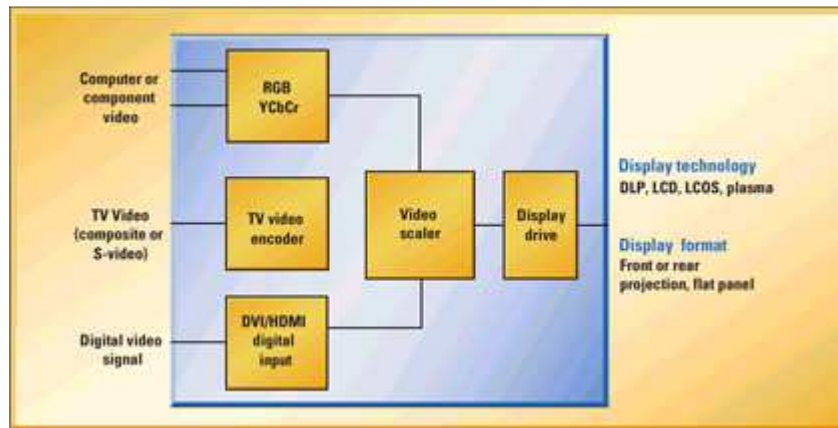 Computer or
component
video
RGB
YCbCr
TV Video
(composite or
S-video)
TV video
encoder
Digital video
signal
DVI/HDMI
digital
input
Video
scaler
Display
drive
Display technology
DLP, LCD, LCOS, plasma
Display format
Front or rear
projection, flat panel